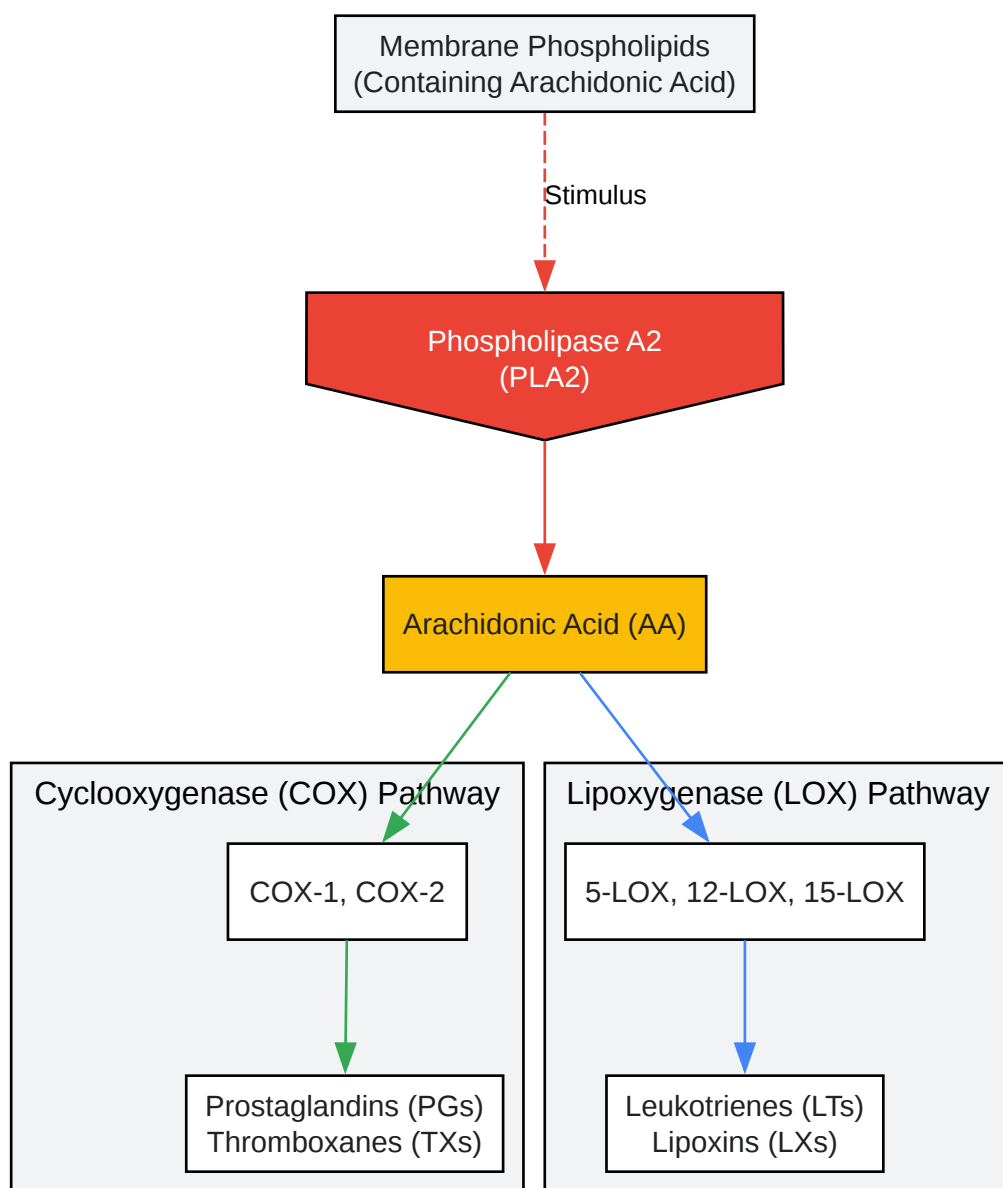 Membrane Phospholipids
(Containing Arachidonic Acid)
Stimulus
Phospholipase A2
(PLA2)
Arachidonic Acid (AA)
Cyclooxygenase (COX) Pathway
COX-1, COX-2
Prostaglandins (PGs)
Thromboxanes (TXs)
Lipoxygenase (LOX) Pathway
5-LOX, 12-LOX, 15-LOX
Leukotrienes (LTs)
Lipoxins (LXs)